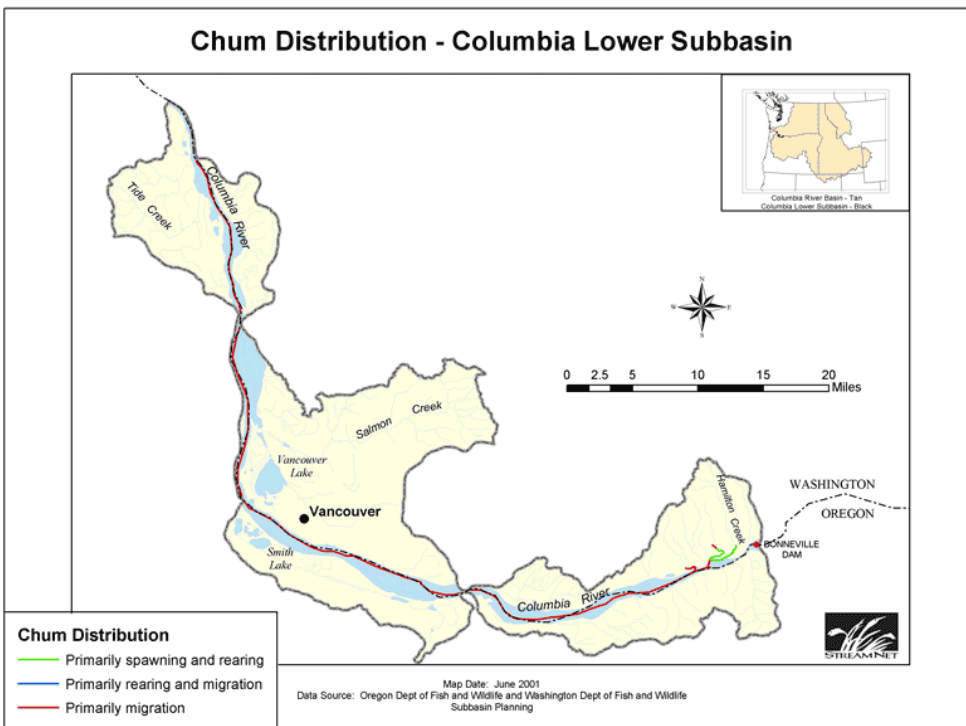 Chum Distribution - Columbia Lower Subbasin
Columbia River Basin - Tan
Columbia Lower Subbasin - Black
Tide Creek
Columbia River
N
W
E
S
0 2.5 5 10 15 20
Miles
Salmon Creek
Vancouver
Lake
Vancouver
Smith
Lake
Hamilton Creek
WASHINGTON
OREGON
BONNEVILLE
DAM
Columbia River
STREAMNET
Chum Distribution
Primarily spawning and rearing
Primarily rearing and migration
Primarily migration
Map Date: June 2001
Data Source: Oregon Dept of Fish and Wildlife and Washington Dept of Fish and Wildlife
Subbasin Planning